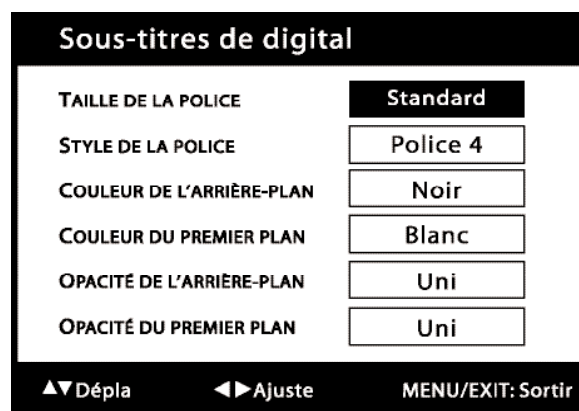 Sous-titres de digital
TAILLE DE LA POLICE Standard
STYLE DE LA POLICE Police 4
COULEUR DE L'ARRIÈRE-PLAN Noir
COULEUR DU PREMIER PLAN Blanc
OPACITÉ DE L'ARRIÈRE-PLAN Uni
OPACITÉ DU PREMIER PLAN Uni
▲▼Dépla ◀▶Ajuste MENU/EXIT: Sortir